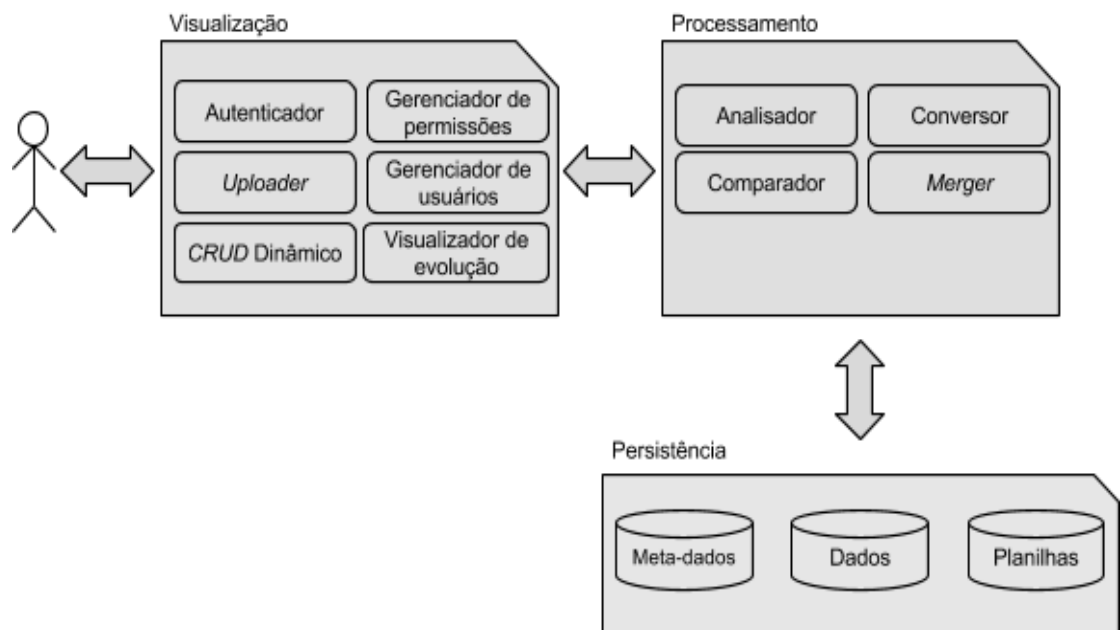 Visualização
Autenticador
Gerenciador de
permissões
Uploader
Gerenciador de
usuários
CRUD Dinâmico
Visualizador de
evolução
Processamento
Analisador
Conversor
Comparador
Merger
Persistência
Meta-dados
Dados
Planilhas